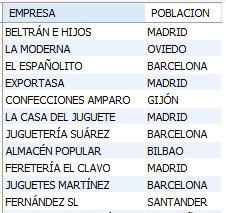 EMPRESA POBLACION
BELTRÁN E HIJOS MADRID
LA MODERNA OVIEDO
EL ESPAÑOLITO BARCELONA
EXPORTASA MADRID
CONFECCIONES AMPARO GIJÓN
LA CASA DEL JUGUETE MADRID
JUGUETERÍA SUÁREZ BARCELONA
ALMACÉN POPULAR BILBAO
FERETERÍA EL CLAVO MADRID
JUGUETES MARTÍNEZ BARCELONA
FERNÁNDEZ SL SANTANDER